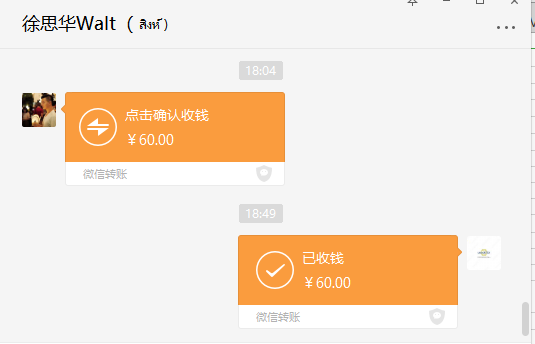 徐思华Walt（ สิงห์ ）
18:04
点击确认收钱
￥60.00
微信转账
18:49
已收钱
￥60.00
微信转账